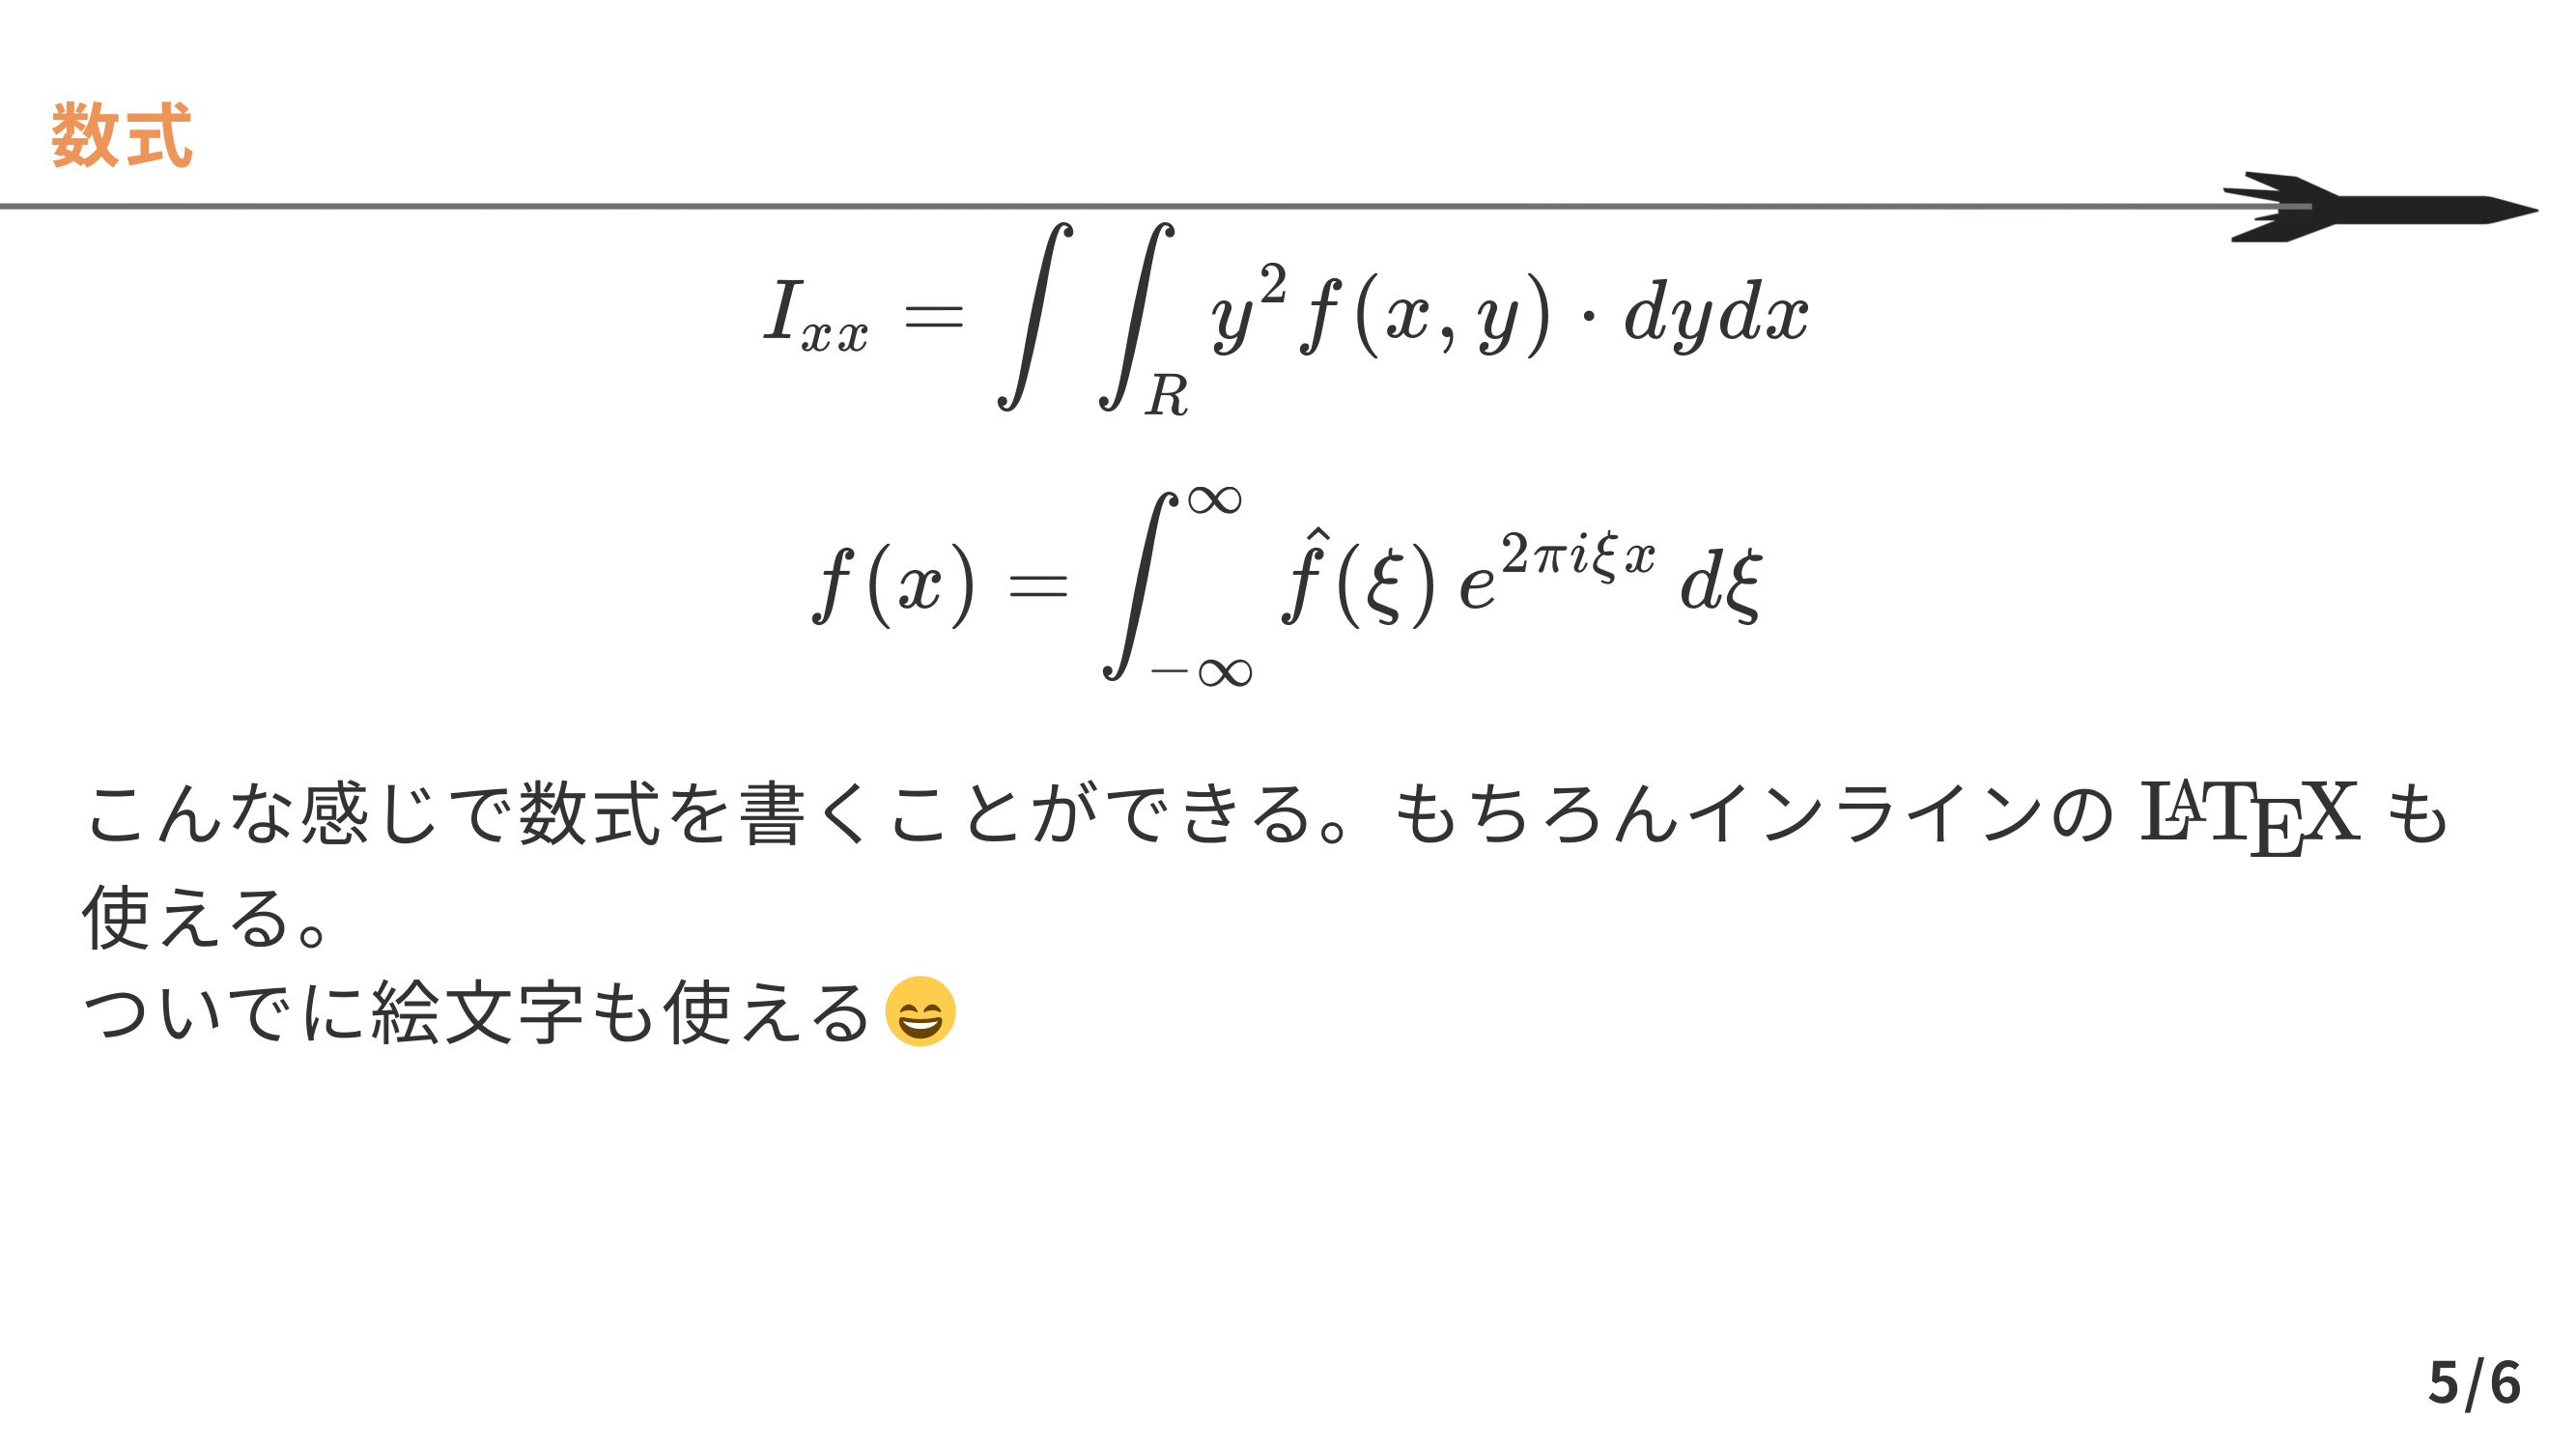 数式
$I_{xx} = \int \int_R y^2 f(x, y) \cdot dydx$
$f(x) = \int_{-\infty}^{\infty} \hat{f}(\xi) \, e^{2\pi i \xi x} \, d\xi$
こんな感じで数式を書くことができる。もちろんインラインの LATEX も
使える。
ついでに絵文字も使える😄
5/6